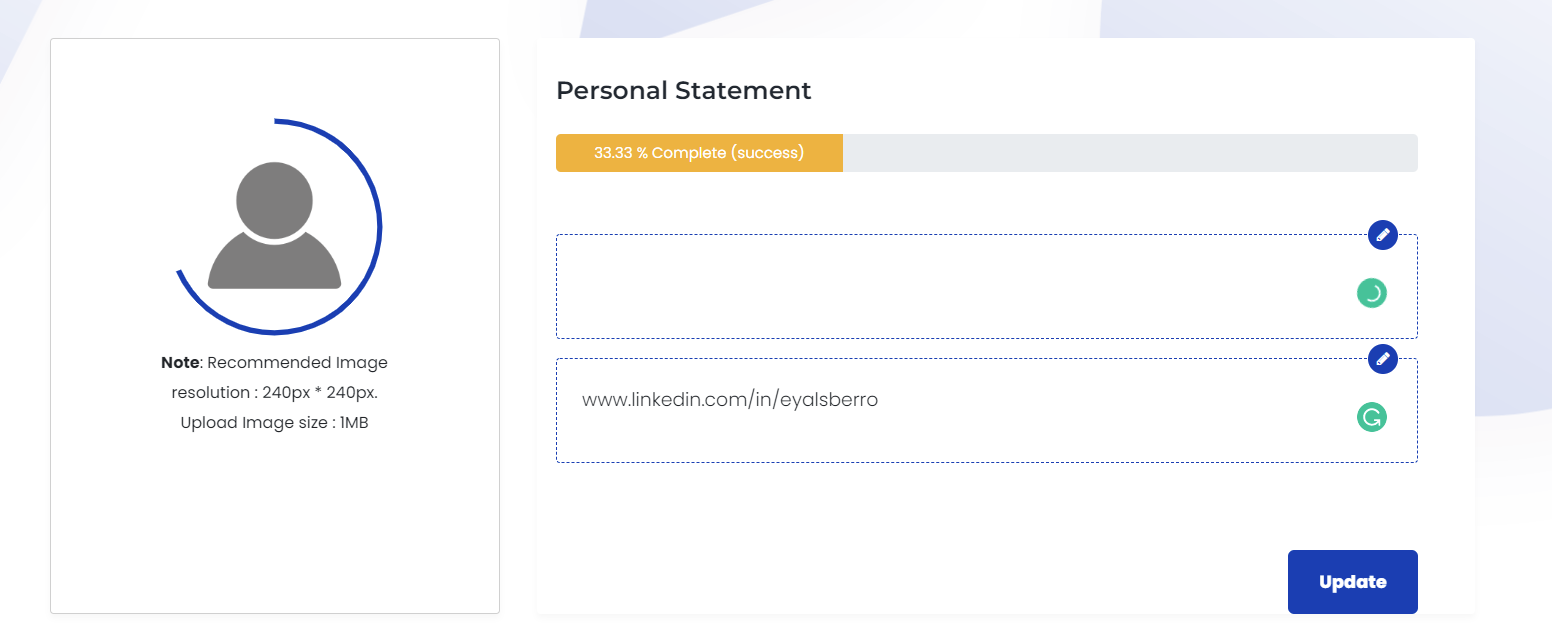 Personal Statement
33.33 % Complete (success)
Note: Recommended Image
resolution : 240px * 240px.
Upload Image size : 1MB
www.linkedin.com/in/eyalsberro
Update